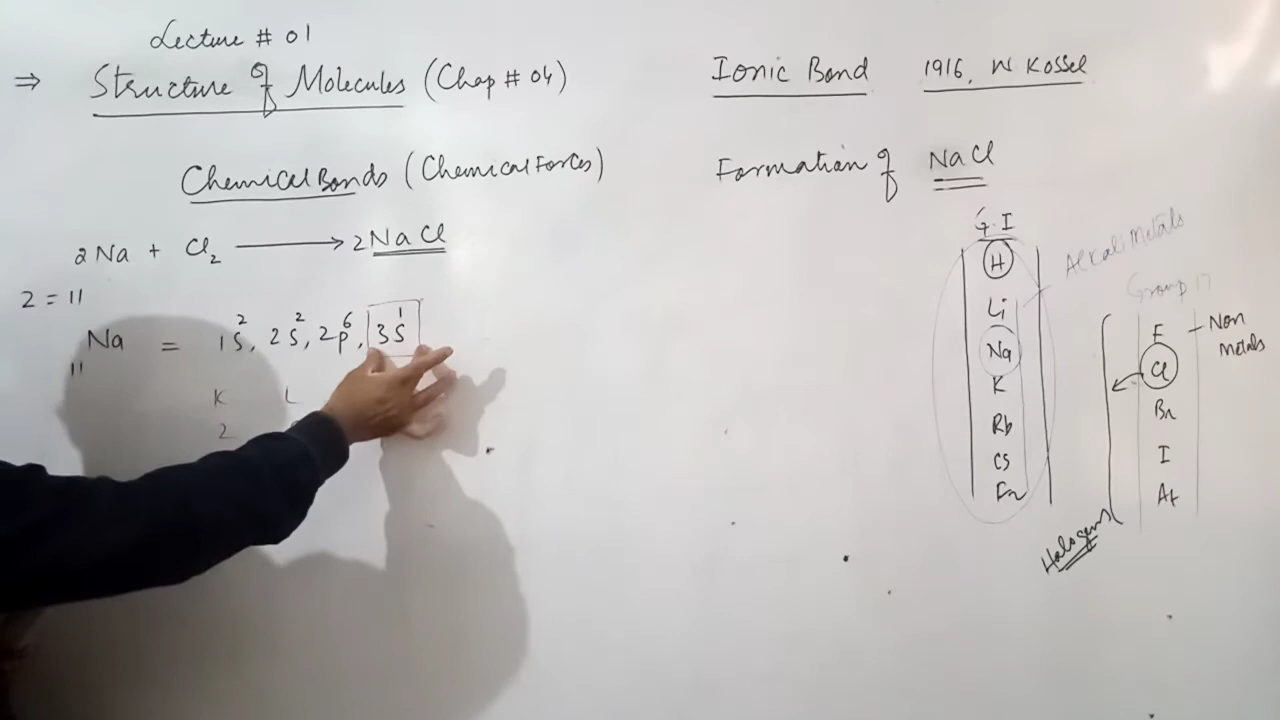 Lecture # 01
⇒ Structure of Molecules (Chap # 04)
Chemical Bonds (Chemical Forces)
2Na + Cl₂ ⟶ 2NaCl
2 = 11
₁₁Na = 1s², 2s², 2p⁶, 3s¹
K L
2
Ionic Bond 1916, W Kossel
Formation of NaCl
G.I
H
Li
Na
K
Rb
Cs
Fr
Alkali Metals
Group 17
F
Cl
Br
I
At
Non
Metals
Halogens